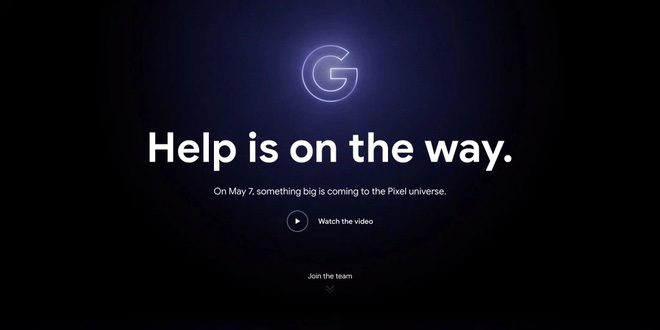 G
Help is on the way.
On May 7, something big is coming to the Pixel universe.
Watch the video
Join the team